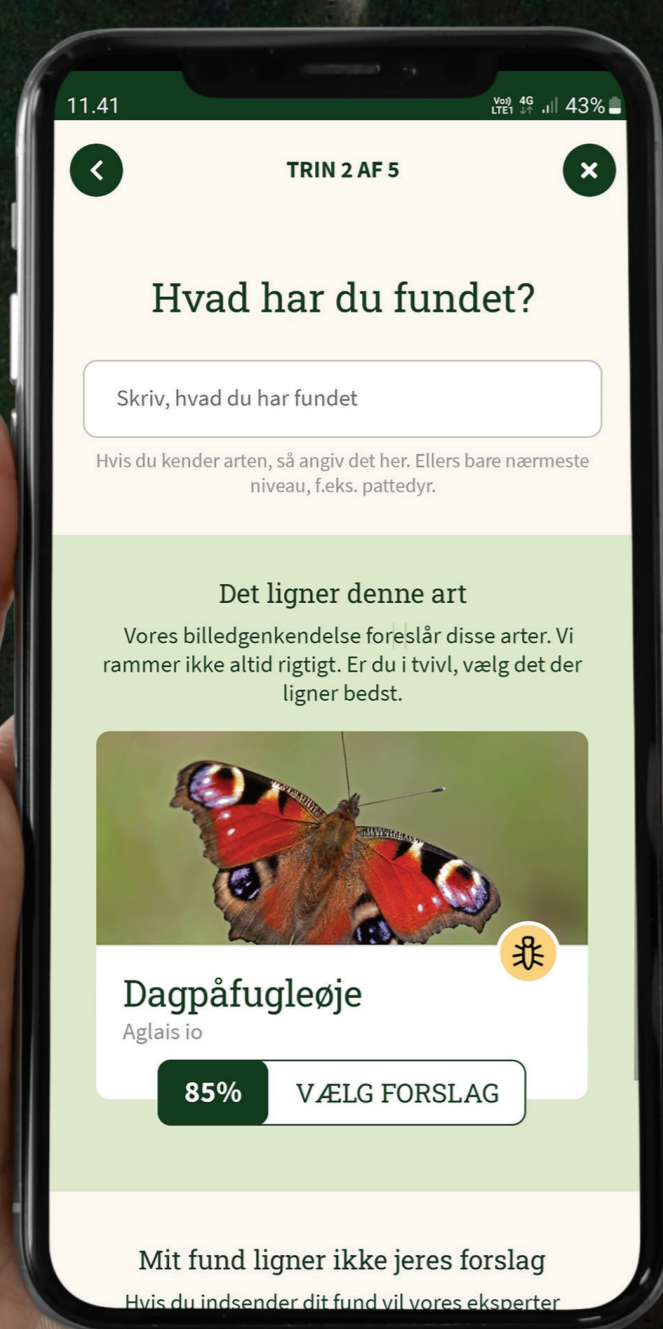 11.41
Vo)) 4G 43%
LTE1
TRIN 2 AF 5
Hvad har du fundet?
Skriv, hvad du har fundet
Hvis du kender arten, så angiv det her. Ellers bare nærmeste
niveau, f.eks. pattedyr.
Det ligner denne art
Vores billedgenkendelse foreslår disse arter. Vi
rammer ikke altid rigtigt. Er du i tvivl, vælg det der
ligner bedst.
Dagpåfugleøje
Aglais io
85% VÆLG FORSLAG
Mit fund ligner ikke jeres forslag
Hvis du indsender dit fund vil vores eksperter